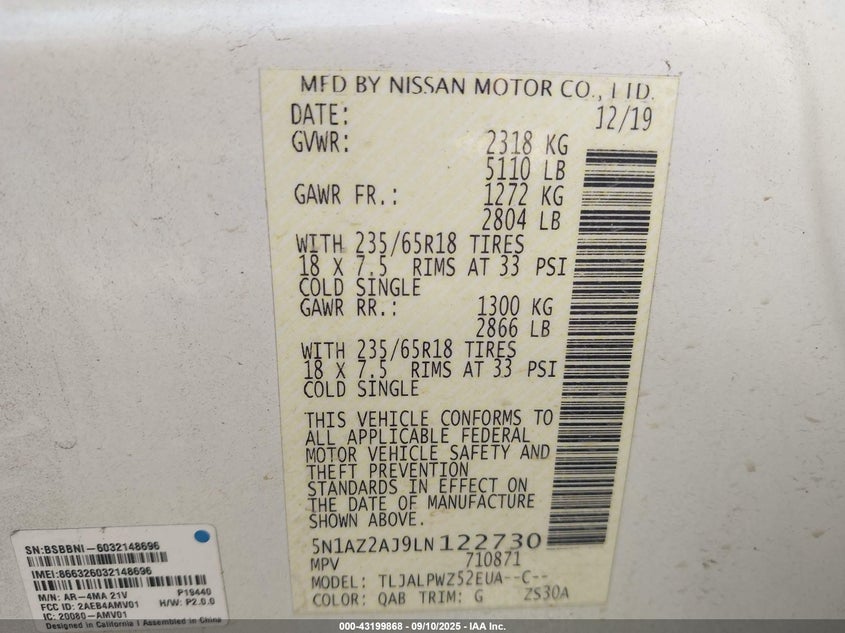 MFD BY NISSAN MOTOR CO., LTD.
DATE: 12/19
GVWR: 2318 KG
5110 LB
GAWR FR.: 1272 KG
2804 LB
WITH 235/65R18 TIRES
18 X 7.5 RIMS AT 33 PSI
COLD SINGLE
GAWR RR.: 1300 KG
2866 LB
WITH 235/65R18 TIRES
18 X 7.5 RIMS AT 33 PSI
COLD SINGLE
THIS VEHICLE CONFORMS TO
ALL APPLICABLE FEDERAL
MOTOR VEHICLE SAFETY AND
THEFT PREVENTION
STANDARDS IN EFFECT ON
THE DATE OF MANUFACTURE
SHOWN ABOVE.
5N1AZ2AJ9LN122730
MPV 710871
MODEL: TLJALPWZ52EUA--C--
COLOR: QAB TRIM: G ZS30A
SN:BSBBNI-6032148696
IMEI:866326032148696
M/N: AR-4MA 21V P19440
FCC ID: 2AEB4AMV01 H/W: P2.0.0
IC: 20080-AMV01
Designed in California | Assembled in China
000-43199868 - 09/10/2025 - IAA Inc.